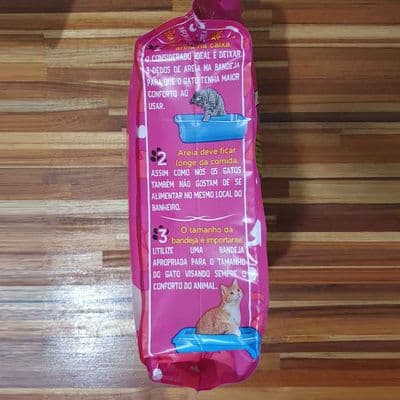 areia na caixa
O CONSIDERADO IDEAL É DEIXAR
3 DEDOS DE AREIA NA BANDEJA
PARA QUE O GATO TENHA MAIOR
CONFORTO AO
USAR.
2 Areia deve ficar
longe da comida
ASSIM COMO NÓS OS GATOS
TAMBÉM NÃO GOSTAM DE SE
ALIMENTAR NO MESMO LOCAL DO
BANHEIRO.
3 O tamanho da
bandeja é importante
UTILIZE UMA BANDEJA
APROPRIADA PARA O TAMANHO
DO GATO VISANDO SEMPRE O
CONFORTO DO ANIMAL.